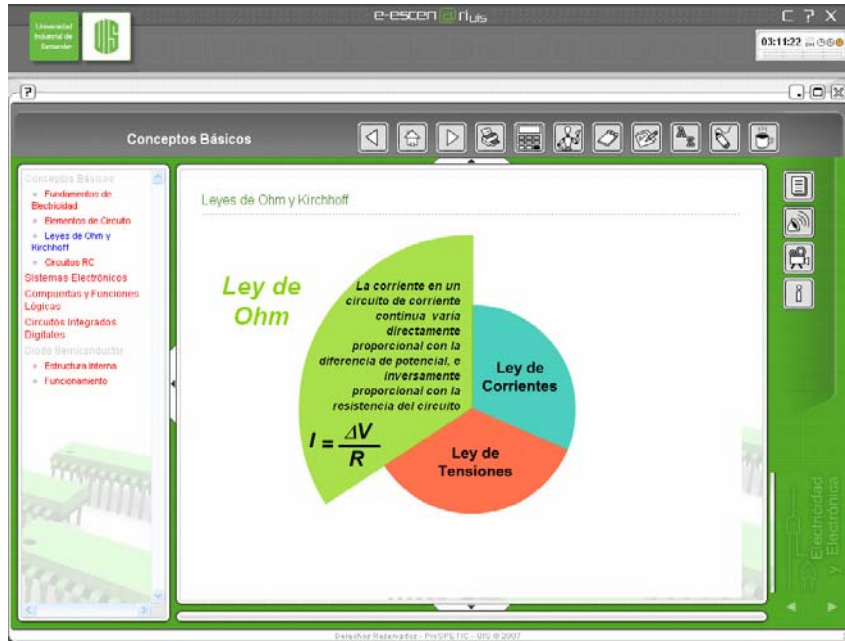 Universidad
Industrial de
Santander
UIS
e-escen@riUIS
03:11:22
Conceptos Básicos
Conceptos Básicos
Fundamentos de
Electricidad
Elementos de Circuito
Leyes de Ohm y
Kirchhoff
Circuitos RC
Sistemas Electrónicos
Compuertas y Funciones
Lógicas
Circuitos Integrados
Digitales
Diodo Semiconductor
Estructura Interna
Funcionamiento
Leyes de Ohm y Kirchhoff
Ley de
Ohm
La corriente en un
circuito de corriente
continua varía
directamente
proporcional con la
diferencia de potencial, e
inversamente
proporcional con la
resistencia del circuito
I = ΔV
R
Ley de
Corrientes
Ley de
Tensiones
Electricidad
y Electrónica
Derechos Reservados - ProSPETIC - UIS © 2007